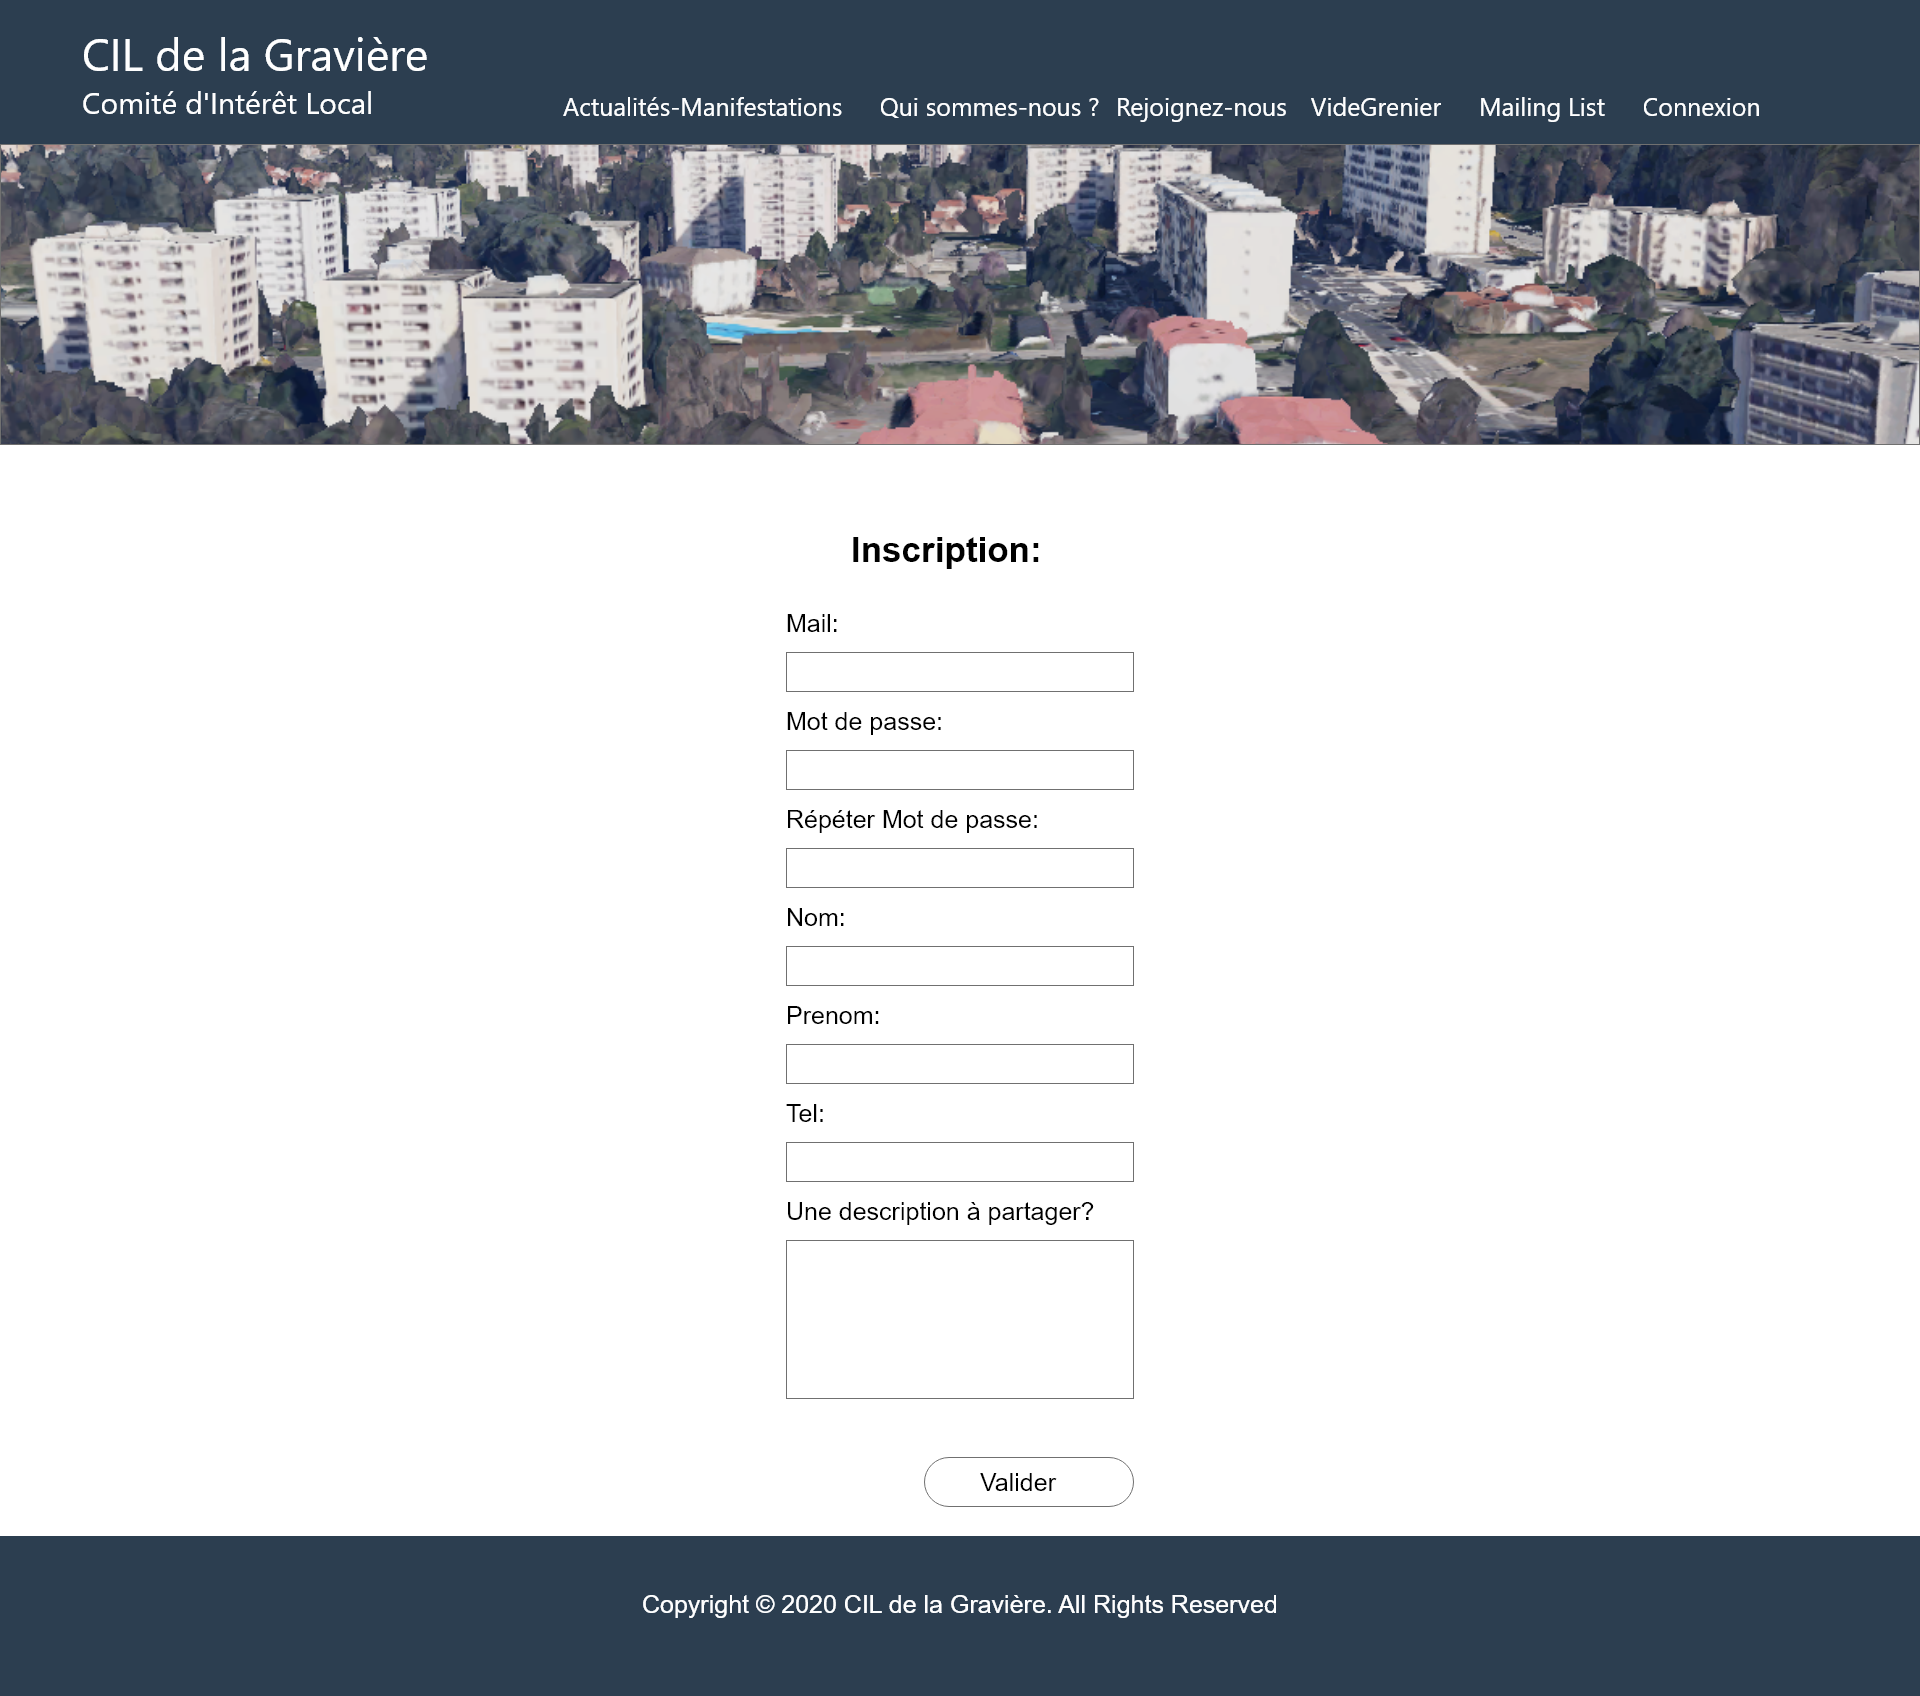 CIL de la Gravière
Comité d'Intérêt Local
Actualités-Manifestations Qui sommes-nous ? Rejoignez-nous VideGrenier Mailing List Connexion
Inscription:
Mail:
Mot de passe:
Répéter Mot de passe:
Nom:
Prenom:
Tel:
Une description à partager?
Valider
Copyright © 2020 CIL de la Gravière. All Rights Reserved